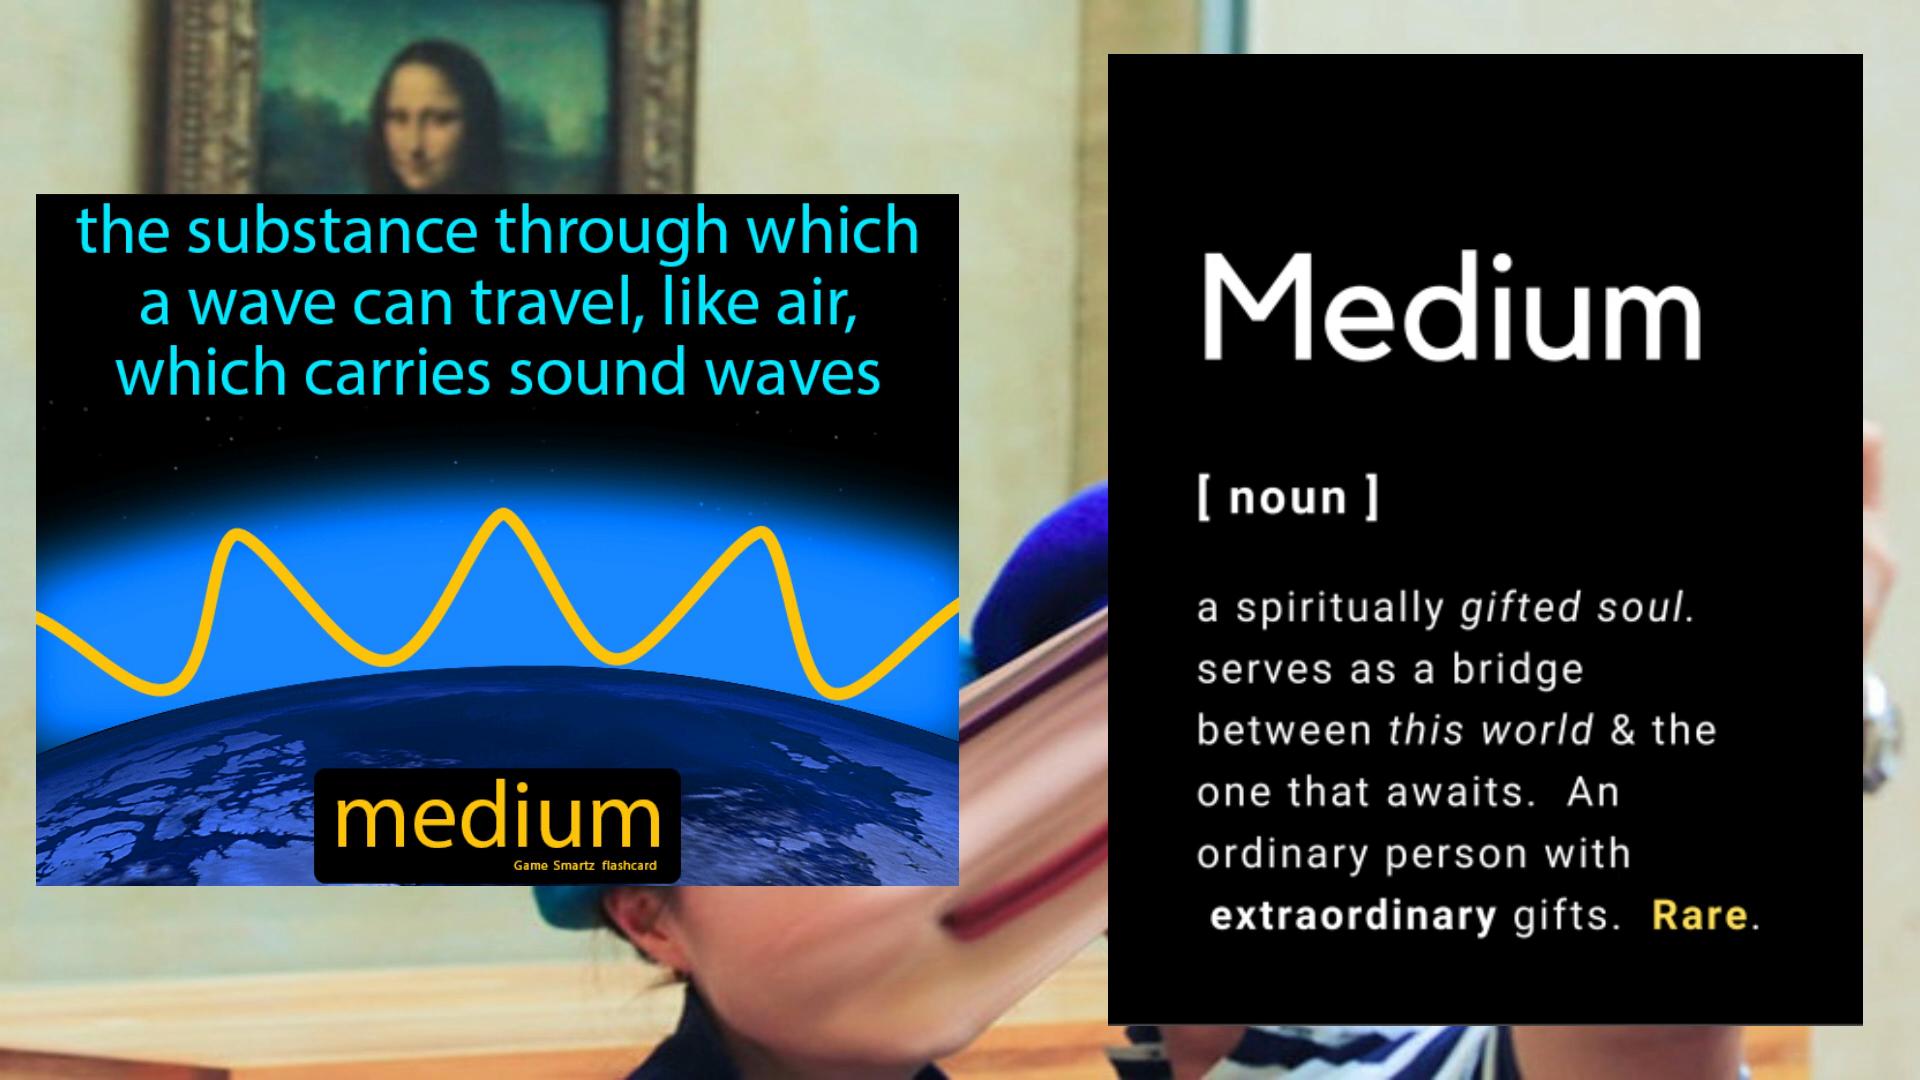 the substance through which
a wave can travel, like air,
which carries sound waves
medium
Game Smartz flashcard
Medium
[ noun ]
a spiritually gifted soul.
serves as a bridge
between this world & the
one that awaits. An
ordinary person with
extraordinary gifts. Rare.